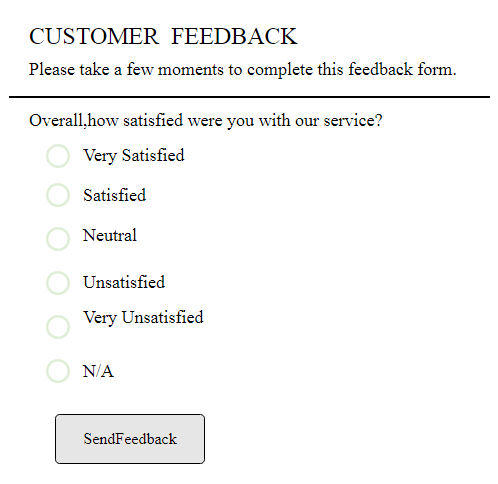 CUSTOMER FEEDBACK
Please take a few moments to complete this feedback form.
Overall,how satisfied were you with our service?
Very Satisfied
Satisfied
Neutral
Unsatisfied
Very Unsatisfied
N/A
SendFeedback